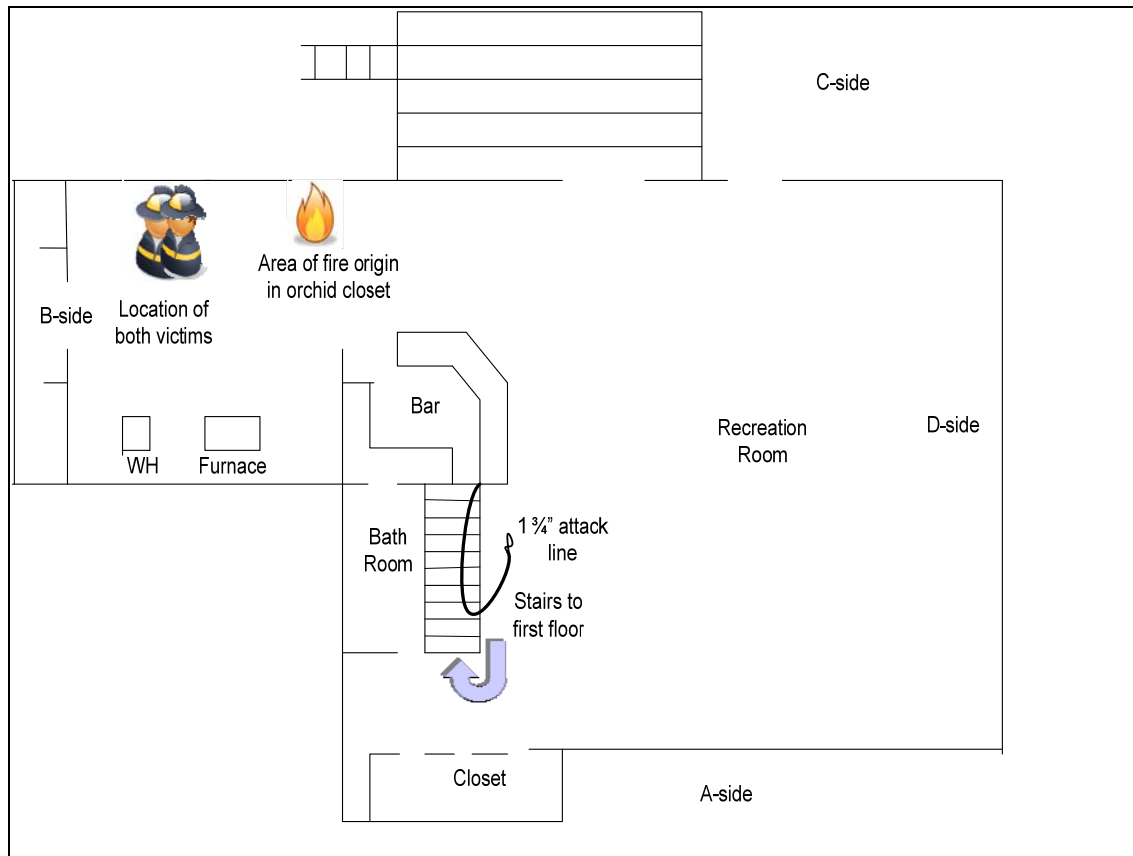 C-side
Area of fire origin
in orchid closet
B-side
Location of
both victims
Bar
Recreation
Room
D-side
WH
Furnace
Bath
Room
1 ¾” attack
line
Stairs to
first floor
Closet
A-side